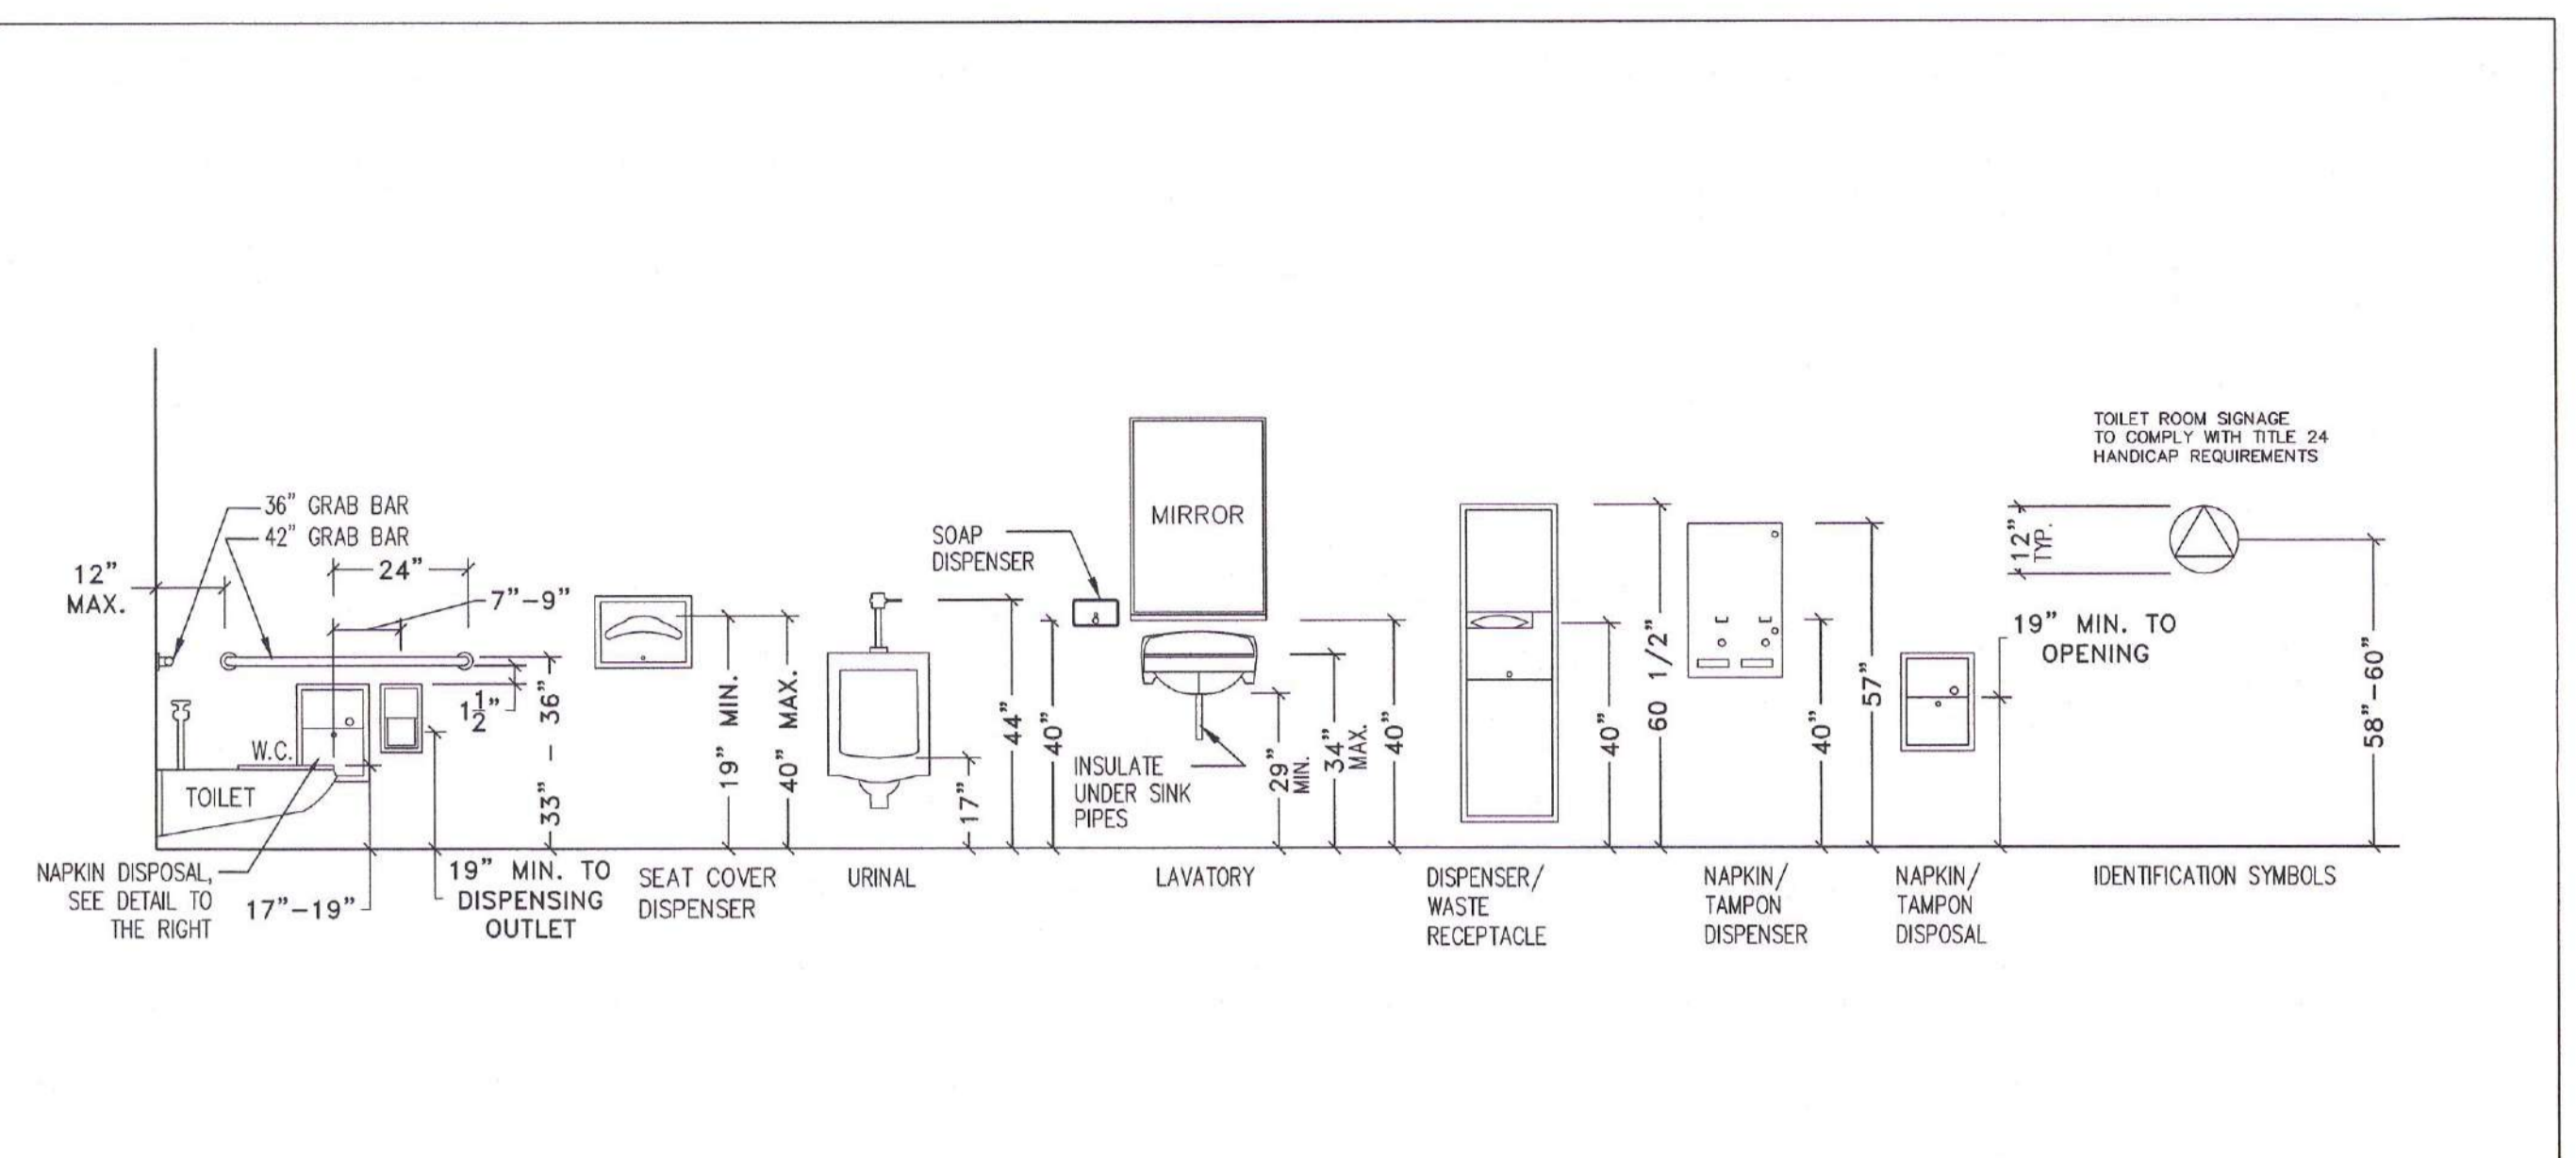 36" GRAB BAR
42" GRAB BAR
12"
MAX.
24"
7"-9"
1 1/2"
33" - 36"
W.C.
TOILET
NAPKIN DISPOSAL,
SEE DETAIL TO
THE RIGHT
17"-19"
19" MIN. TO
DISPENSING
OUTLET
19" MIN.
40" MAX.
SEAT COVER
DISPENSER
17"
44"
URINAL
SOAP
DISPENSER
40"
MIRROR
INSULATE
UNDER SINK
PIPES
29"
MIN.
34"
MAX.
40"
LAVATORY
40"
60 1/2"
DISPENSER/
WASTE
RECEPTACLE
40"
57"
NAPKIN/
TAMPON
DISPENSER
19" MIN. TO
OPENING
NAPKIN/
TAMPON
DISPOSAL
TOILET ROOM SIGNAGE
TO COMPLY WITH TITLE 24
HANDICAP REQUIREMENTS
12"
TYP.
58"-60"
IDENTIFICATION SYMBOLS